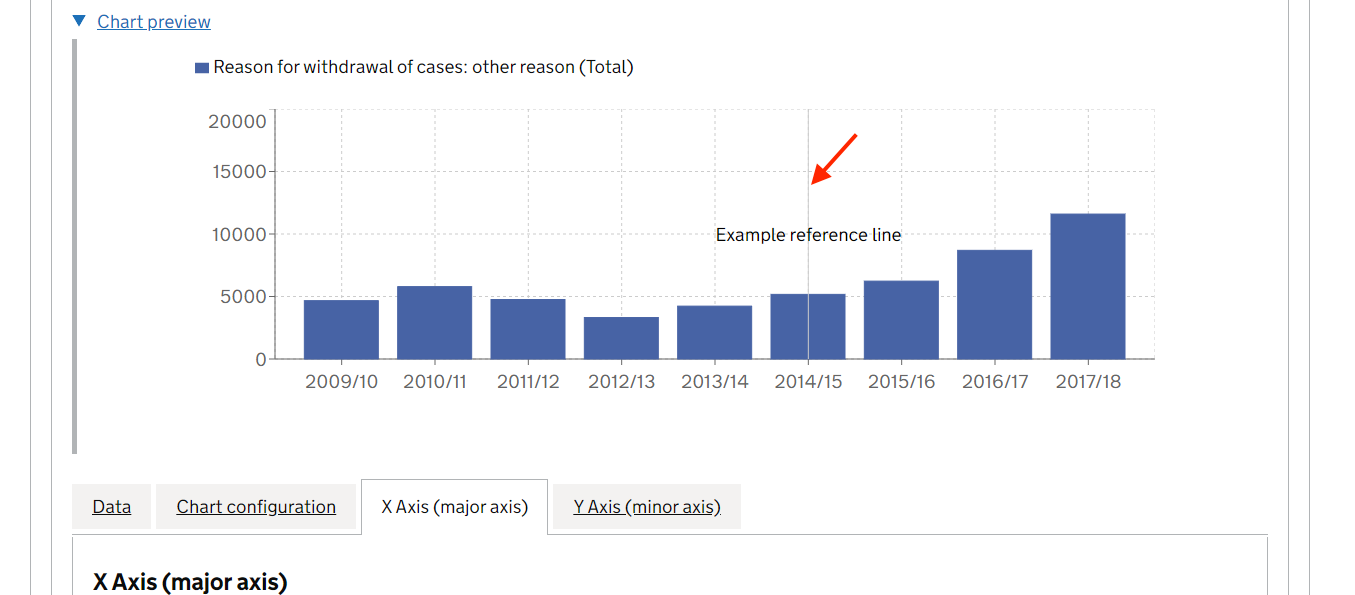 Chart preview
Reason for withdrawal of cases: other reason (Total)
20000
15000
10000
Example reference line
5000
0
2009/10 2010/11 2011/12 2012/13 2013/14 2014/15 2015/16 2016/17 2017/18
Data Chart configuration X Axis (major axis) Y Axis (minor axis)
X Axis (major axis)